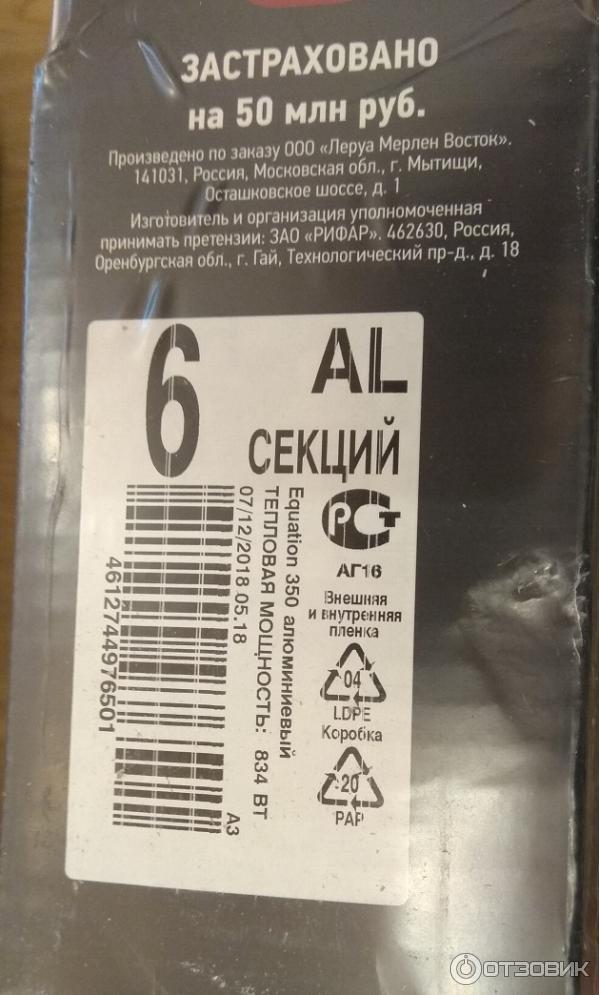 ЗАСТРАХОВАНО
на 50 млн руб.
Произведено по заказу ООО «Леруа Мерлен Восток».
141031, Россия, Московская обл., г. Мытищи,
Осташковское шоссе, д. 1
Изготовитель и организация уполномоченная
принимать претензии: ЗАО «РИФАР». 462630, Россия,
Оренбургская обл., г. Гай, Технологический пр-д., д. 18
6 AL
СЕКЦИЙ
Equation 350 алюминиевый
ТЕПЛОВАЯ МОЩНОСТЬ: 834 ВТ
07/12/2018.05.18
4612744976501
А3
РСТ
АГ16
Внешняя
и внутренняя
пленка
04
LDPE
Коробка
20
PAP
ОТЗОВИК